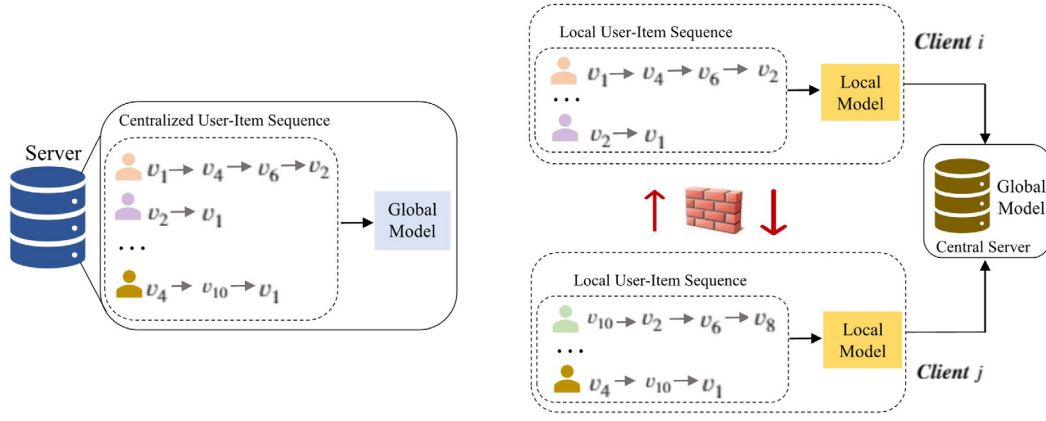 Server
Centralized User-Item Sequence
v₁ → v₄ → v₆ → v₂
v₂ → v₁
...
v₄ → v₁₀ → v₁
Global
Model
Local User-Item Sequence
v₁ → v₄ → v₆ → v₂
...
v₂ → v₁
Local
Model
Client i
Local User-Item Sequence
v₁₀ → v₂ → v₆ → v₈
...
v₄ → v₁₀ → v₁
Local
Model
Client j
Global
Model
Central Server